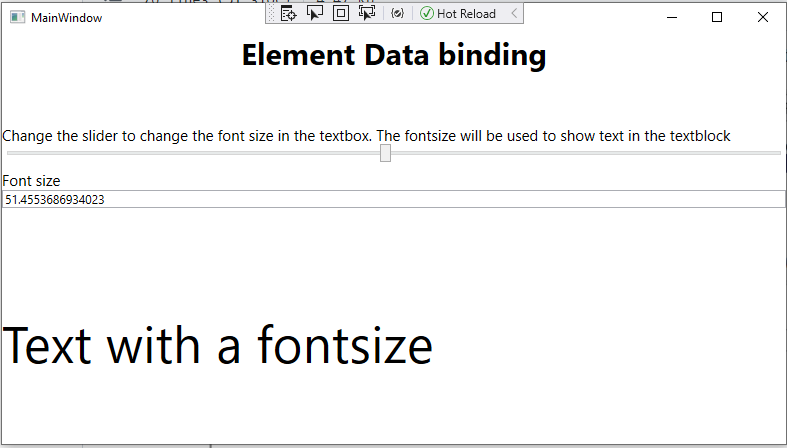 MainWindow
Hot Reload
Element Data binding
Change the slider to change the font size in the textbox. The fontsize will be used to show text in the textblock
Font size
51.4553686934023
Text with a fontsize